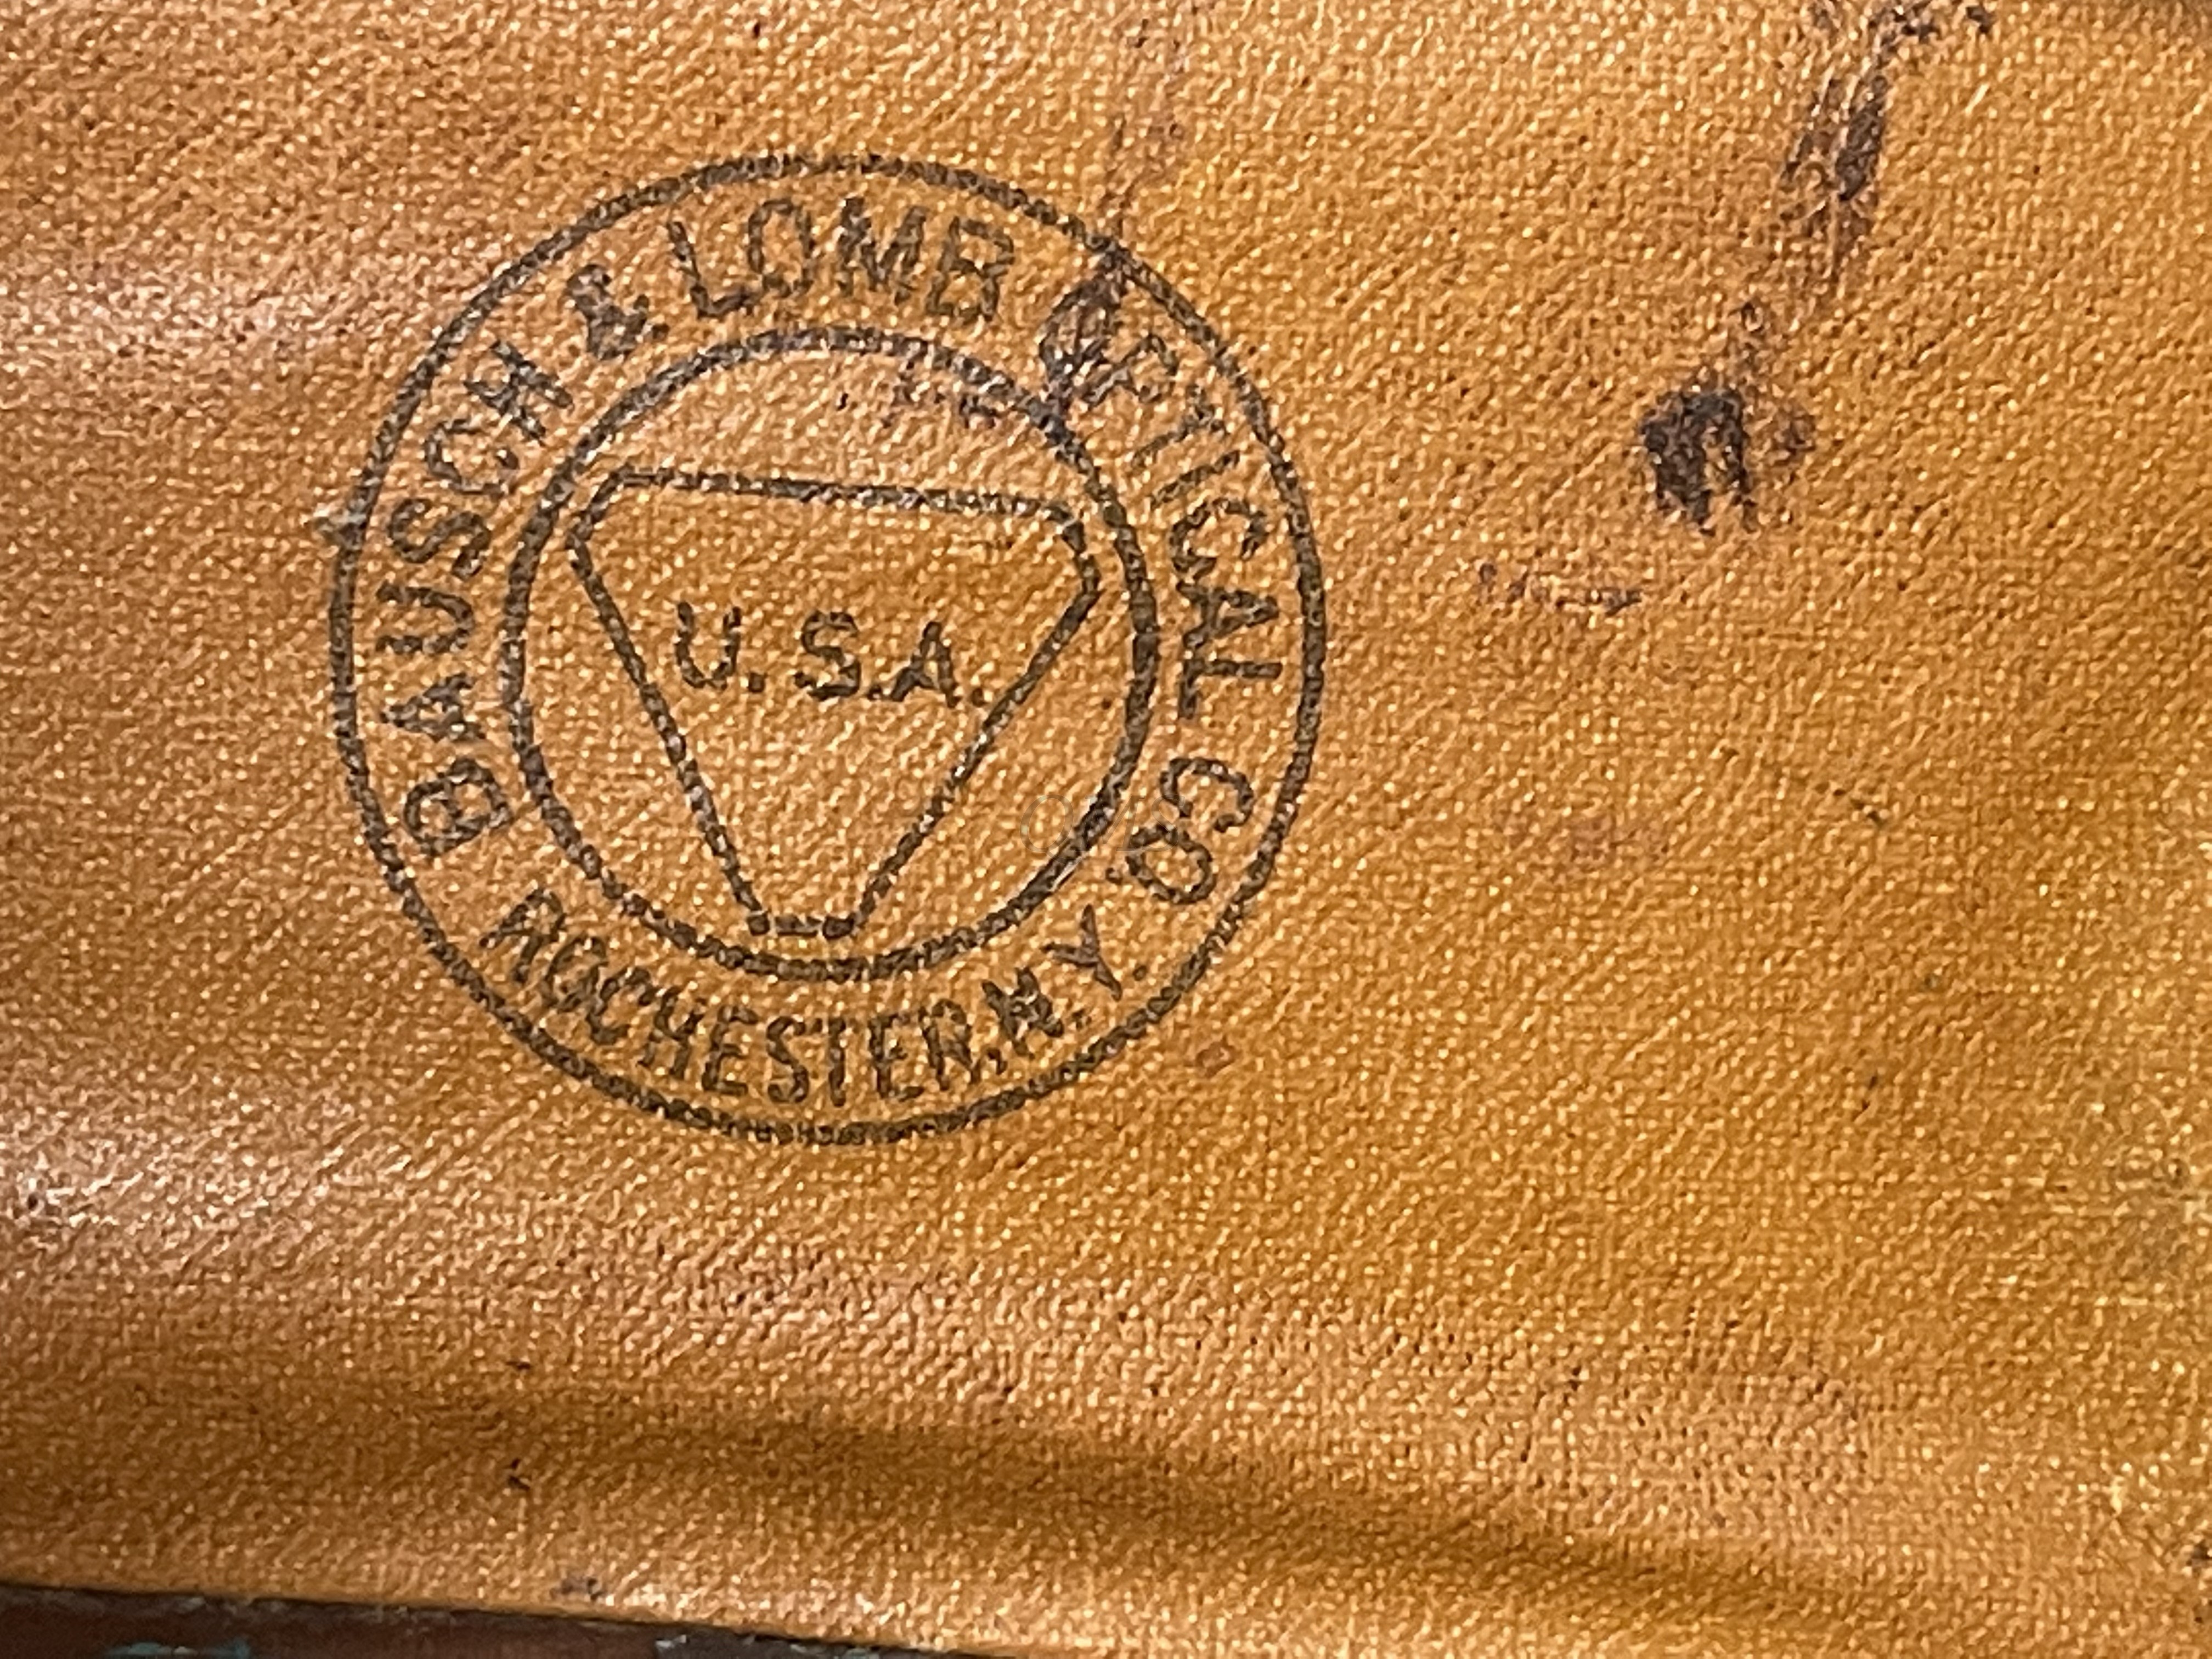 BAUSCH & LOMB OPTICAL CO.
U.S.A.
ROCHESTER, N.Y.